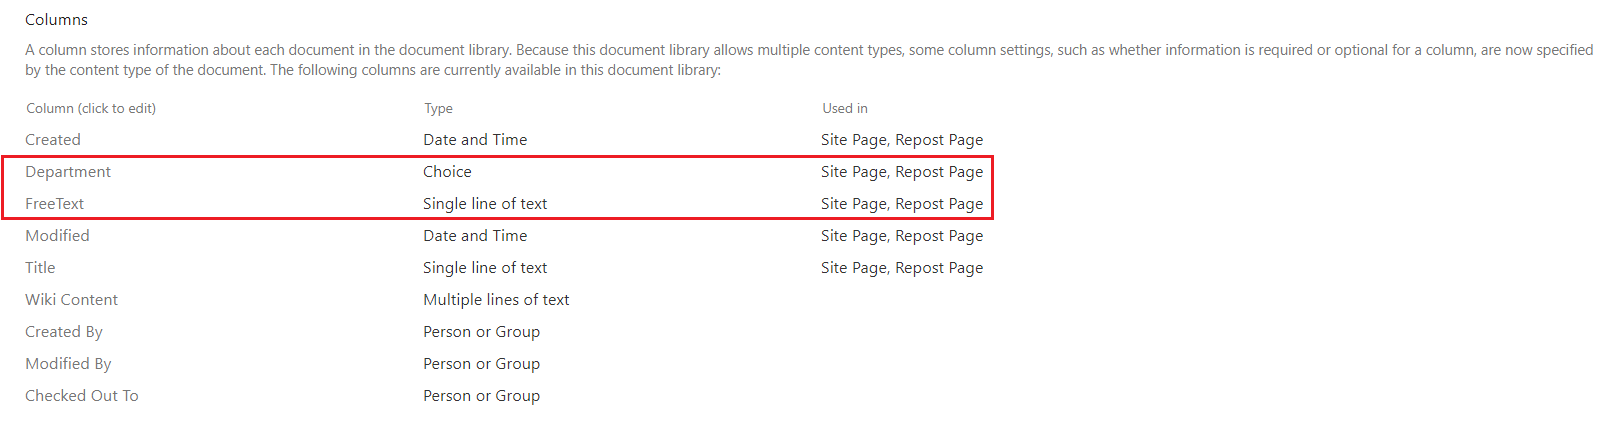 Columns
A column stores information about each document in the document library. Because this document library allows multiple content types, some column settings, such as whether information is required or optional for a column, are now specified
by the content type of the document. The following columns are currently available in this document library:
Column (click to edit) Type Used in
Created Date and Time Site Page, Repost Page
Department Choice Site Page, Repost Page
FreeText Single line of text Site Page, Repost Page
Modified Date and Time Site Page, Repost Page
Title Single line of text Site Page, Repost Page
Wiki Content Multiple lines of text
Created By Person or Group
Modified By Person or Group
Checked Out To Person or Group